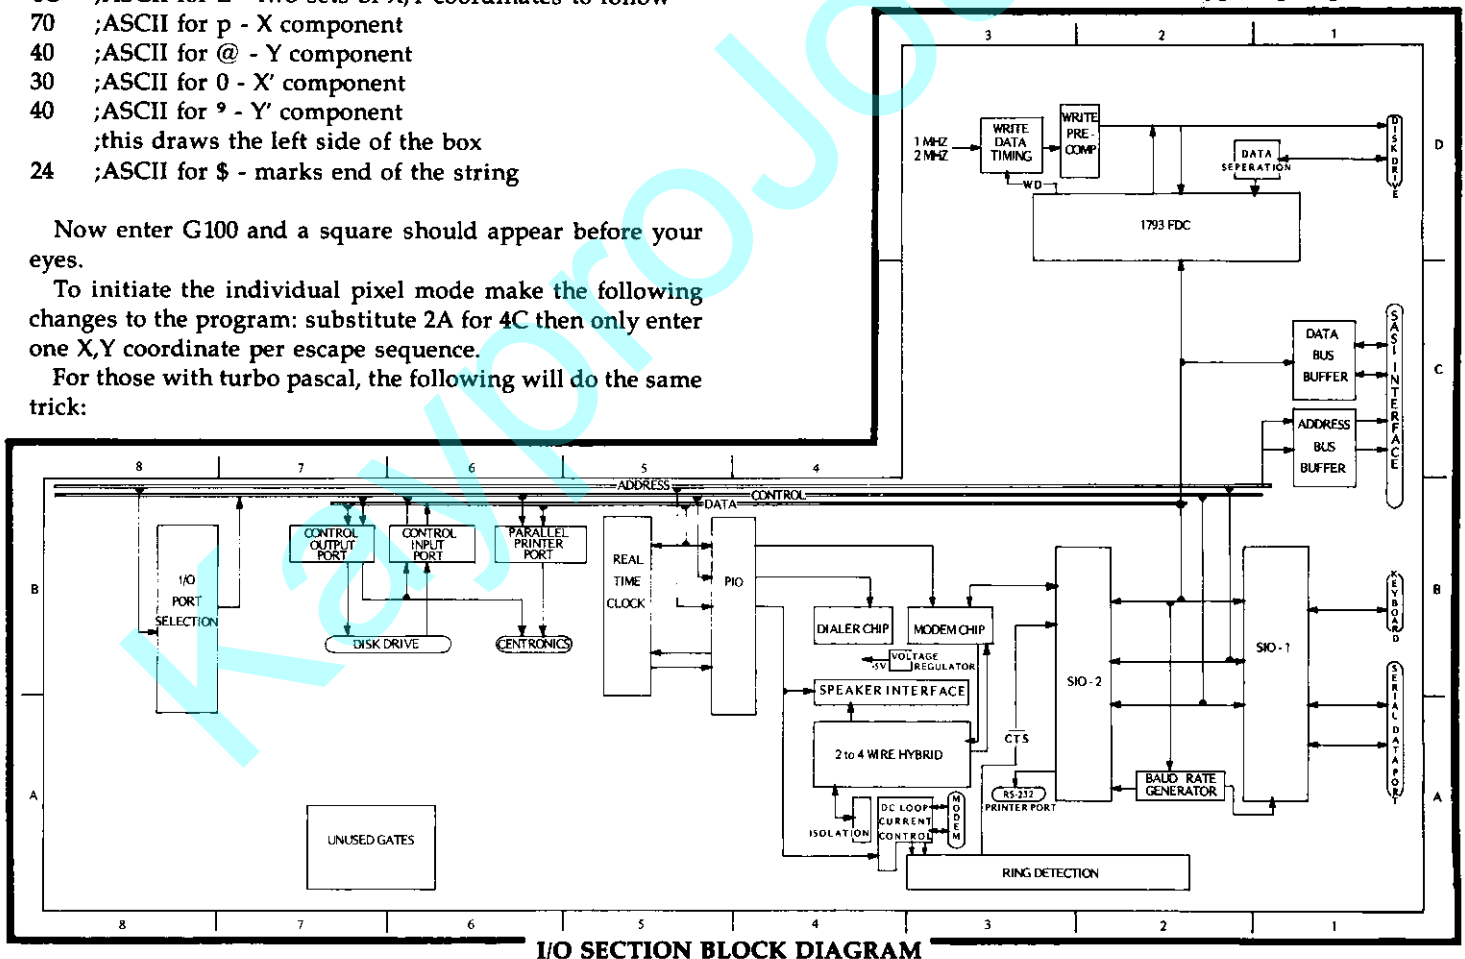 70 ;ASCII for p - X component
40 ;ASCII for @ - Y component
30 ;ASCII for 0 - X' component
40 ;ASCII for ⁹ - Y' component
;this draws the left side of the box
24 ;ASCII for $ - marks end of the string
Now enter G100 and a square should appear before your
eyes.
To initiate the individual pixel mode make the following
changes to the program: substitute 2A for 4C then only enter
one X,Y coordinate per escape sequence.
For those with turbo pascal, the following will do the same
trick:
3 2 1
1 MHZ
2 MHZ
WRITE
DATA
TIMING
WRITE
PRE-
COMP
DATA
SEPERATION
DISK DRIVE
D
WD
1793 FDC
DATA
BUS
BUFFER
ADDRESS
BUS
BUFFER
SASI INTERFACE
C
8 7 6 5 4
ADDRESS
CONTROL
DATA
B
I/O
PORT
SELECTION
CONTROL
OUTPUT
PORT
CONTROL
INPUT
PORT
PARALLEL
PRINTER
PORT
DISK DRIVE
CENTRONICS
REAL
TIME
CLOCK
PIO
DIALER CHIP
MODEM CHIP
-5V
VOLTAGE
REGULATOR
SPEAKER INTERFACE
2 to 4 WIRE HYBRID
ISOLATION
DC LOOP
CURRENT
CONTROL
MODEM
CTS
RS-232
PRINTER PORT
SIO - 2
SIO - 1
BAUD RATE
GENERATOR
KEYBOARD
SERIAL DATA PORT
B
A
UNUSED GATES
RING DETECTION
A
8 7 6 5 4 3 2 1
I/O SECTION BLOCK DIAGRAM